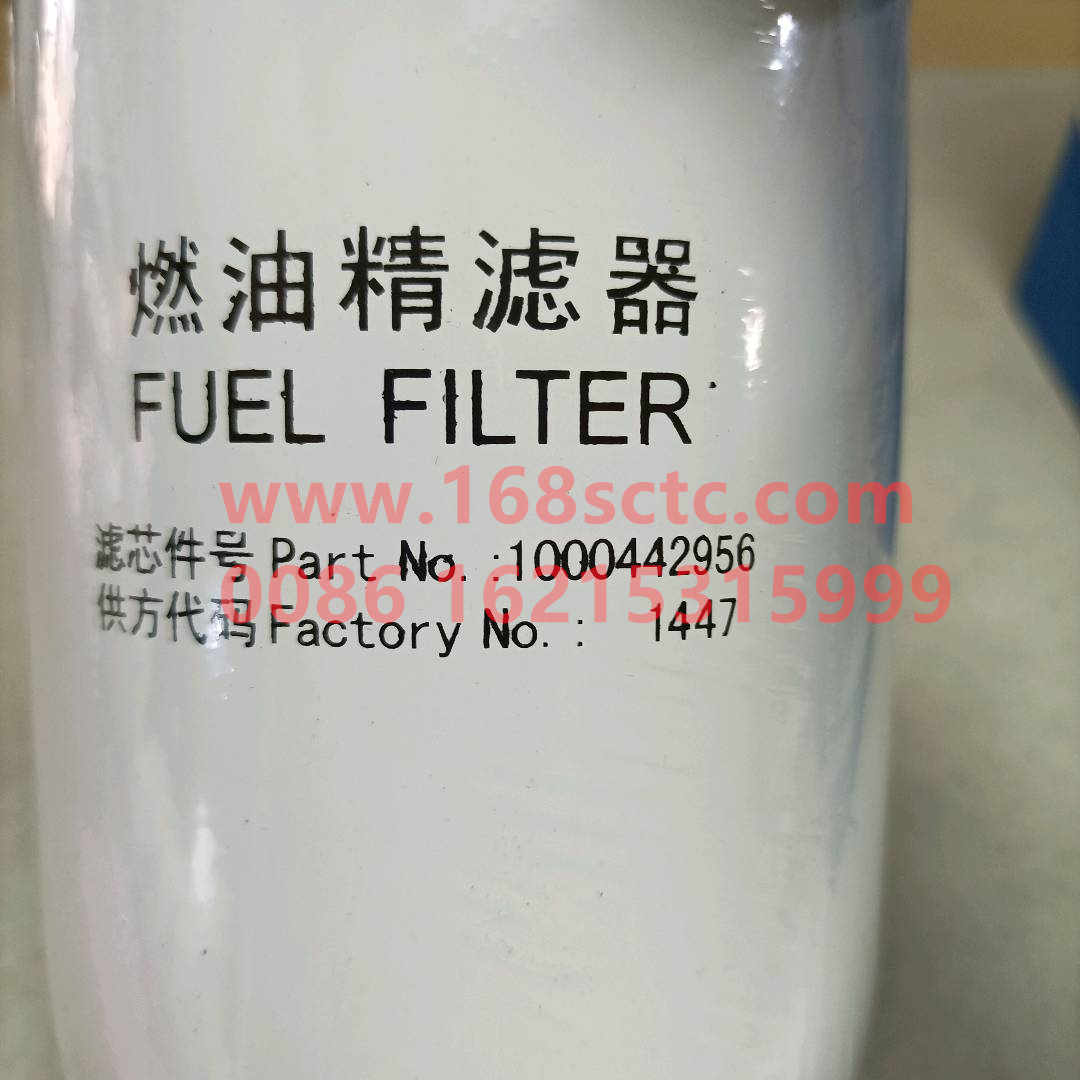 燃油精滤器
FUEL FILTER
www.168sctc.com
滤芯件号 Part No. :1000442956
0086 16215315999
供方代码 Factory No. : 1447